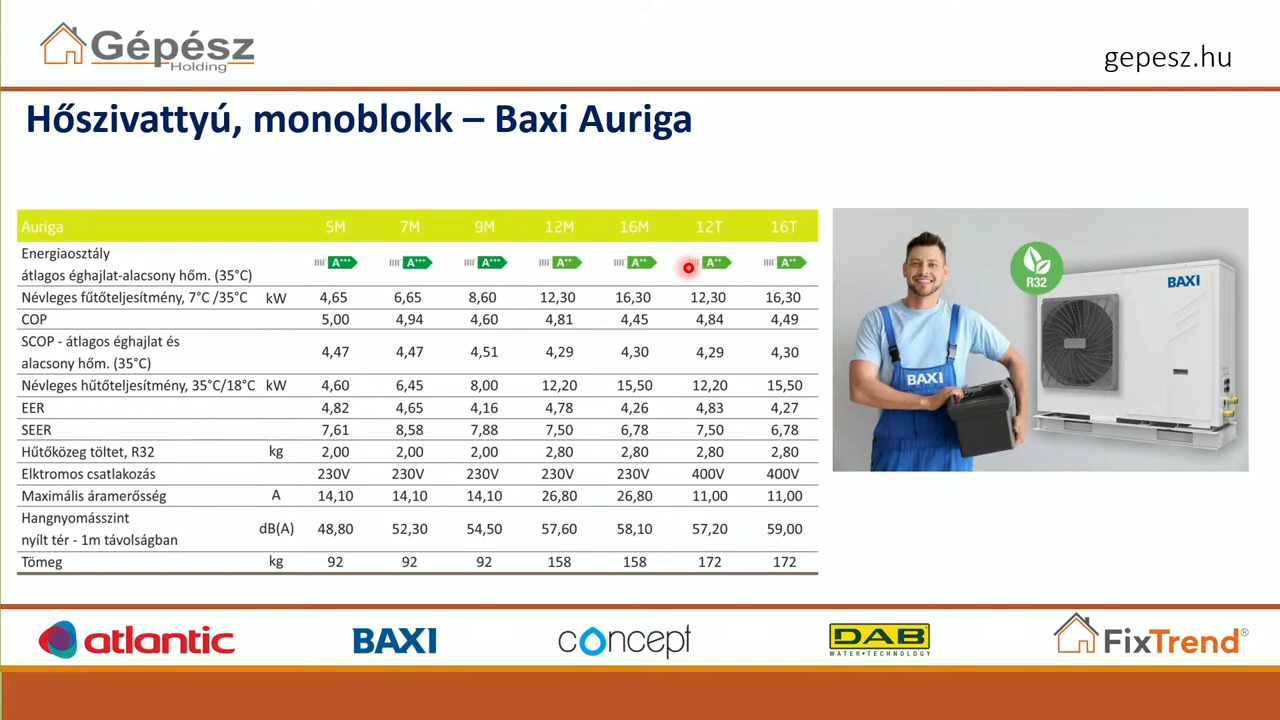 Gépész
Holding
gepesz.hu
Hőszivattyú, monoblokk – Baxi Auriga
Auriga 5M 7M 9M 12M 16M 12T 16T
Energiaosztály
átlagos éghajlat-alacsony hőm. (35°C) A+++ A+++ A+++ A++ A++ A++ A++
Névleges fűtőteljesítmény, 7°C /35°C kW 4,65 6,65 8,60 12,30 16,30 12,30 16,30
COP 5,00 4,94 4,60 4,81 4,45 4,84 4,49
SCOP - átlagos éghajlat és
alacsony hőm. (35°C) 4,47 4,47 4,51 4,29 4,30 4,29 4,30
Névleges hűtőteljesítmény, 35°C/18°C kW 4,60 6,45 8,00 12,20 15,50 12,20 15,50
EER 4,82 4,65 4,16 4,78 4,26 4,83 4,27
SEER 7,61 8,58 7,88 7,50 6,78 7,50 6,78
Hűtőközeg töltet, R32 kg 2,00 2,00 2,00 2,80 2,80 2,80 2,80
Elktromos csatlakozás 230V 230V 230V 230V 230V 400V 400V
Maximális áramerősség A 14,10 14,10 14,10 26,80 26,80 11,00 11,00
Hangnyomásszint
nyílt tér - 1m távolságban dB(A) 48,80 52,30 54,50 57,60 58,10 57,20 59,00
Tömeg kg 92 92 92 158 158 172 172
R32
BAXI
BAXI
atlantic
BAXI
concept
DAB
WATER•TECHNOLOGY
FixTrend®